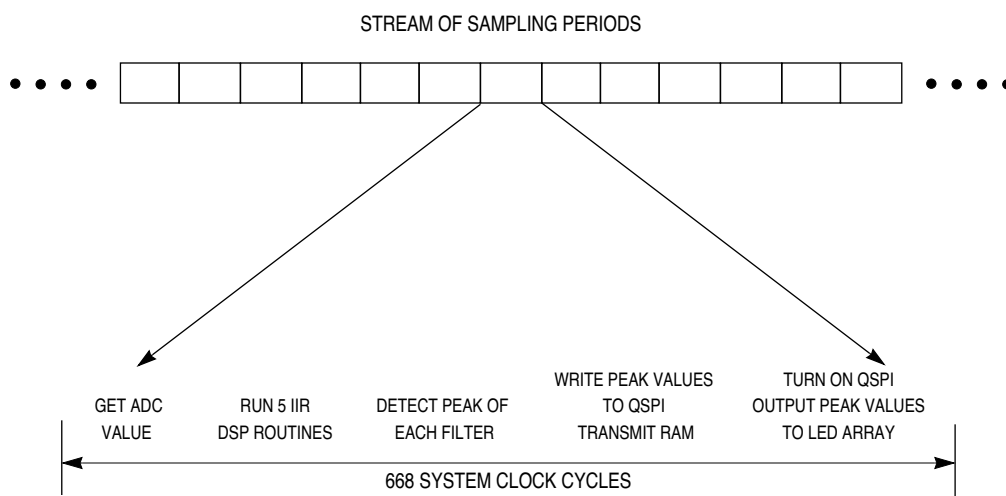 STREAM OF SAMPLING PERIODS
GET ADC
VALUE
RUN 5 IIR
DSP ROUTINES
DETECT PEAK OF
EACH FILTER
WRITE PEAK VALUES
TO QSPI
TRANSMIT RAM
TURN ON QSPI
OUTPUT PEAK VALUES
TO LED ARRAY
668 SYSTEM CLOCK CYCLES